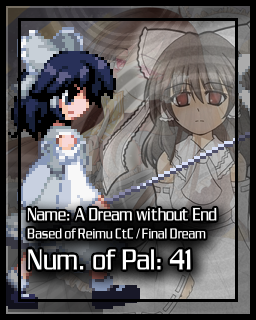 Name: A Dream without End
Based of Reimu CtC / Final Dream
Num. of Pal: 41